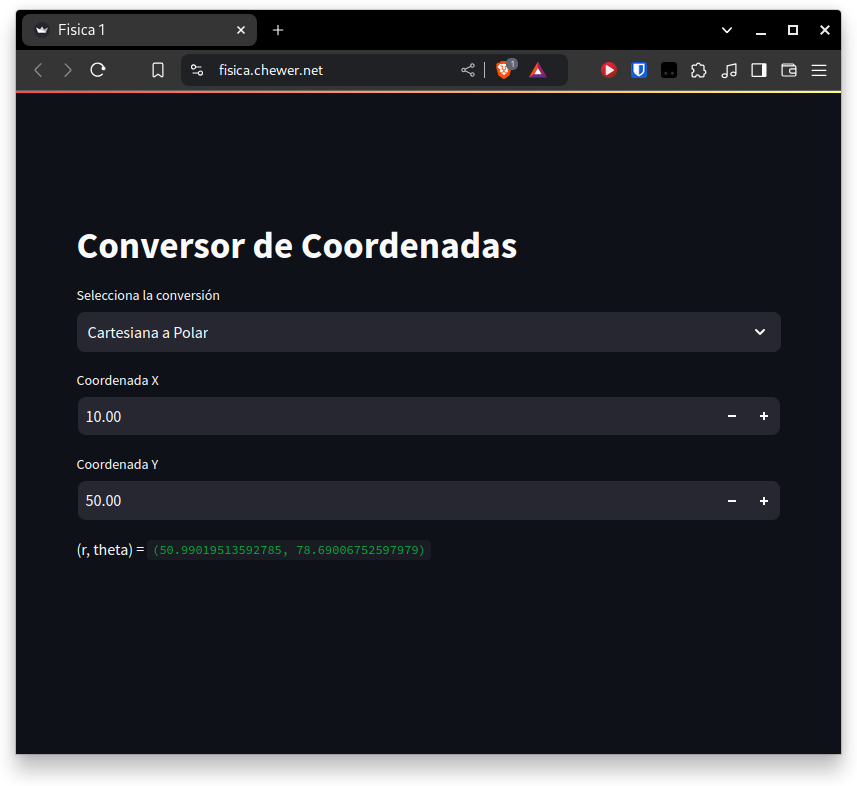 Fisica 1
fisica.chewer.net
1
Conversor de Coordenadas
Selecciona la conversión
Cartesiana a Polar
Coordenada X
10.00
Coordenada Y
50.00
(r, theta) = (50.99019513592785, 78.69006752597979)